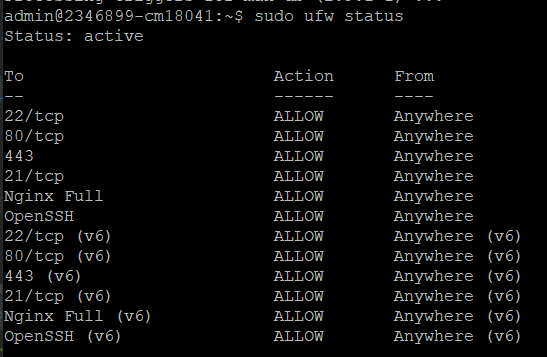 admin@2346899-cm18041:~$ sudo ufw status
Status: active
To Action From
-- ------ ----
22/tcp ALLOW Anywhere
80/tcp ALLOW Anywhere
443 ALLOW Anywhere
21/tcp ALLOW Anywhere
Nginx Full ALLOW Anywhere
OpenSSH ALLOW Anywhere
22/tcp (v6) ALLOW Anywhere (v6)
80/tcp (v6) ALLOW Anywhere (v6)
443 (v6) ALLOW Anywhere (v6)
21/tcp (v6) ALLOW Anywhere (v6)
Nginx Full (v6) ALLOW Anywhere (v6)
OpenSSH (v6) ALLOW Anywhere (v6)